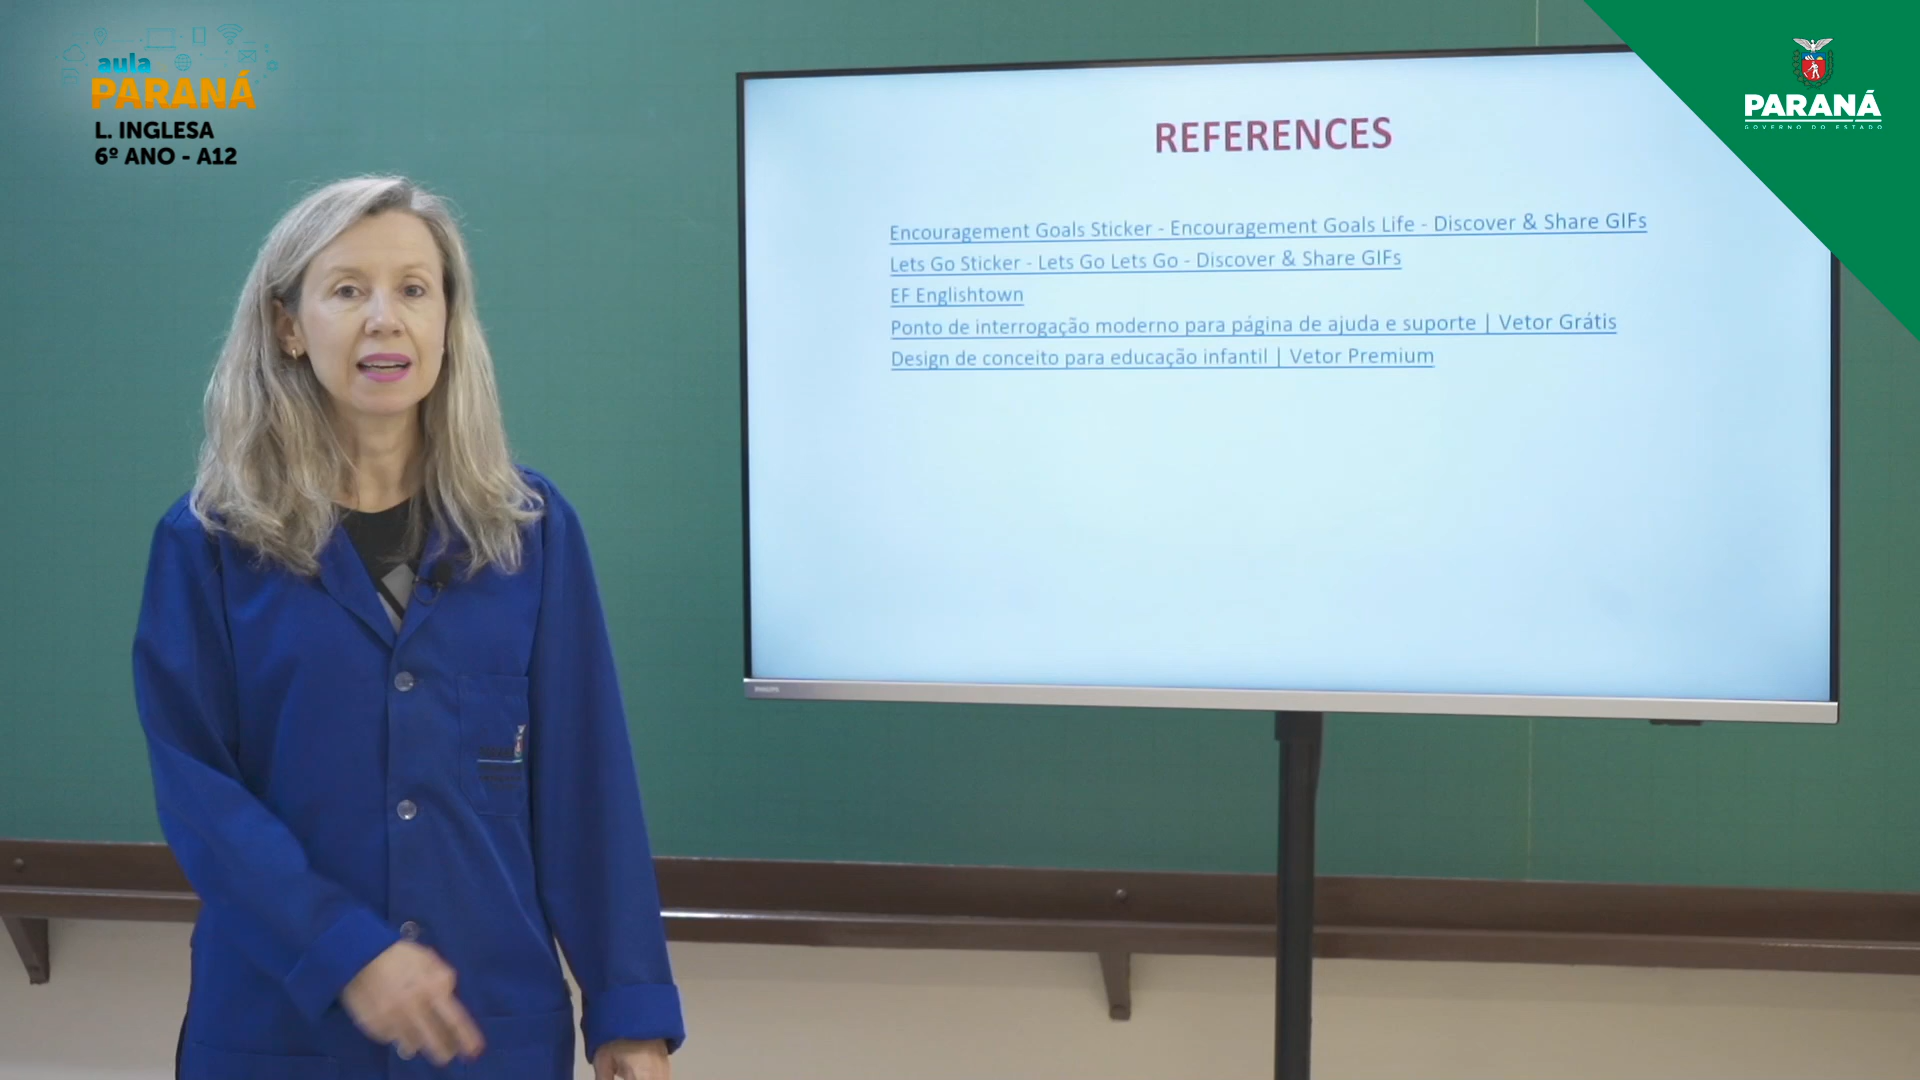 aula
PARANÁ
L. INGLESA
6º ANO - A12
PARANÁ
GOVERNO DO ESTADO
REFERENCES
Encouragement Goals Sticker - Encouragement Goals Life - Discover & Share GIFs
Lets Go Sticker - Lets Go Lets Go - Discover & Share GIFs
EF Englishtown
Ponto de interrogação moderno para página de ajuda e suporte | Vetor Grátis
Design de conceito para educação infantil | Vetor Premium
PHILIPS